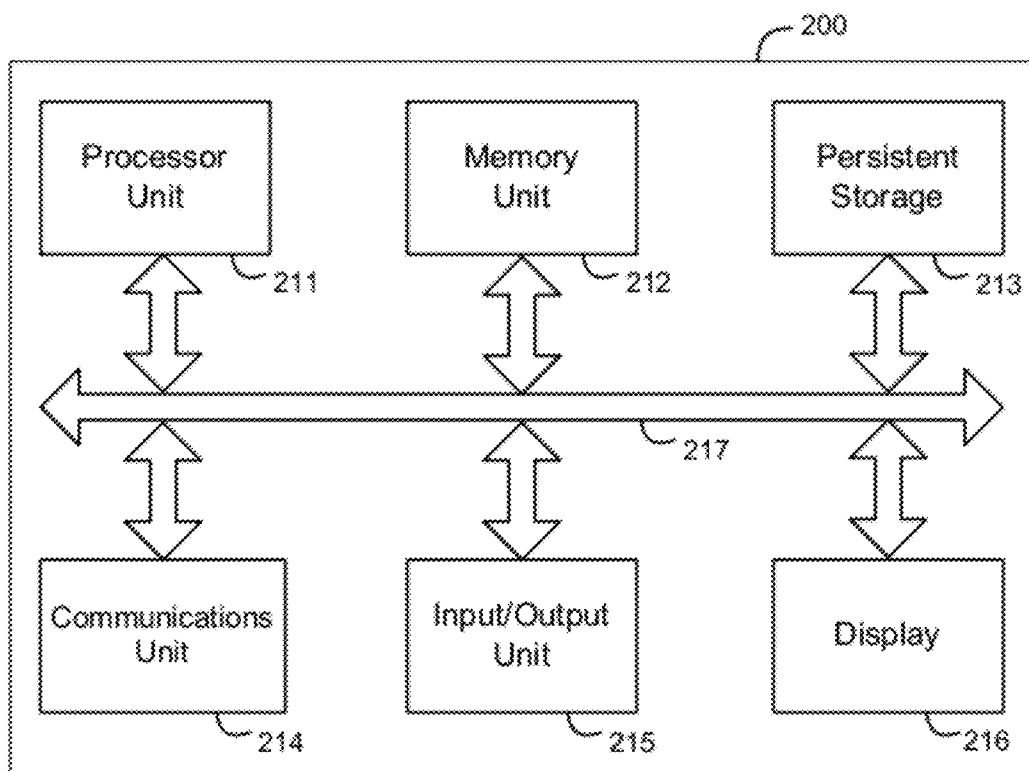 200
Processor
Unit
211
Memory
Unit
212
Persistent
Storage
213
217
Communications
Unit
214
Input/Output
Unit
215
Display
216